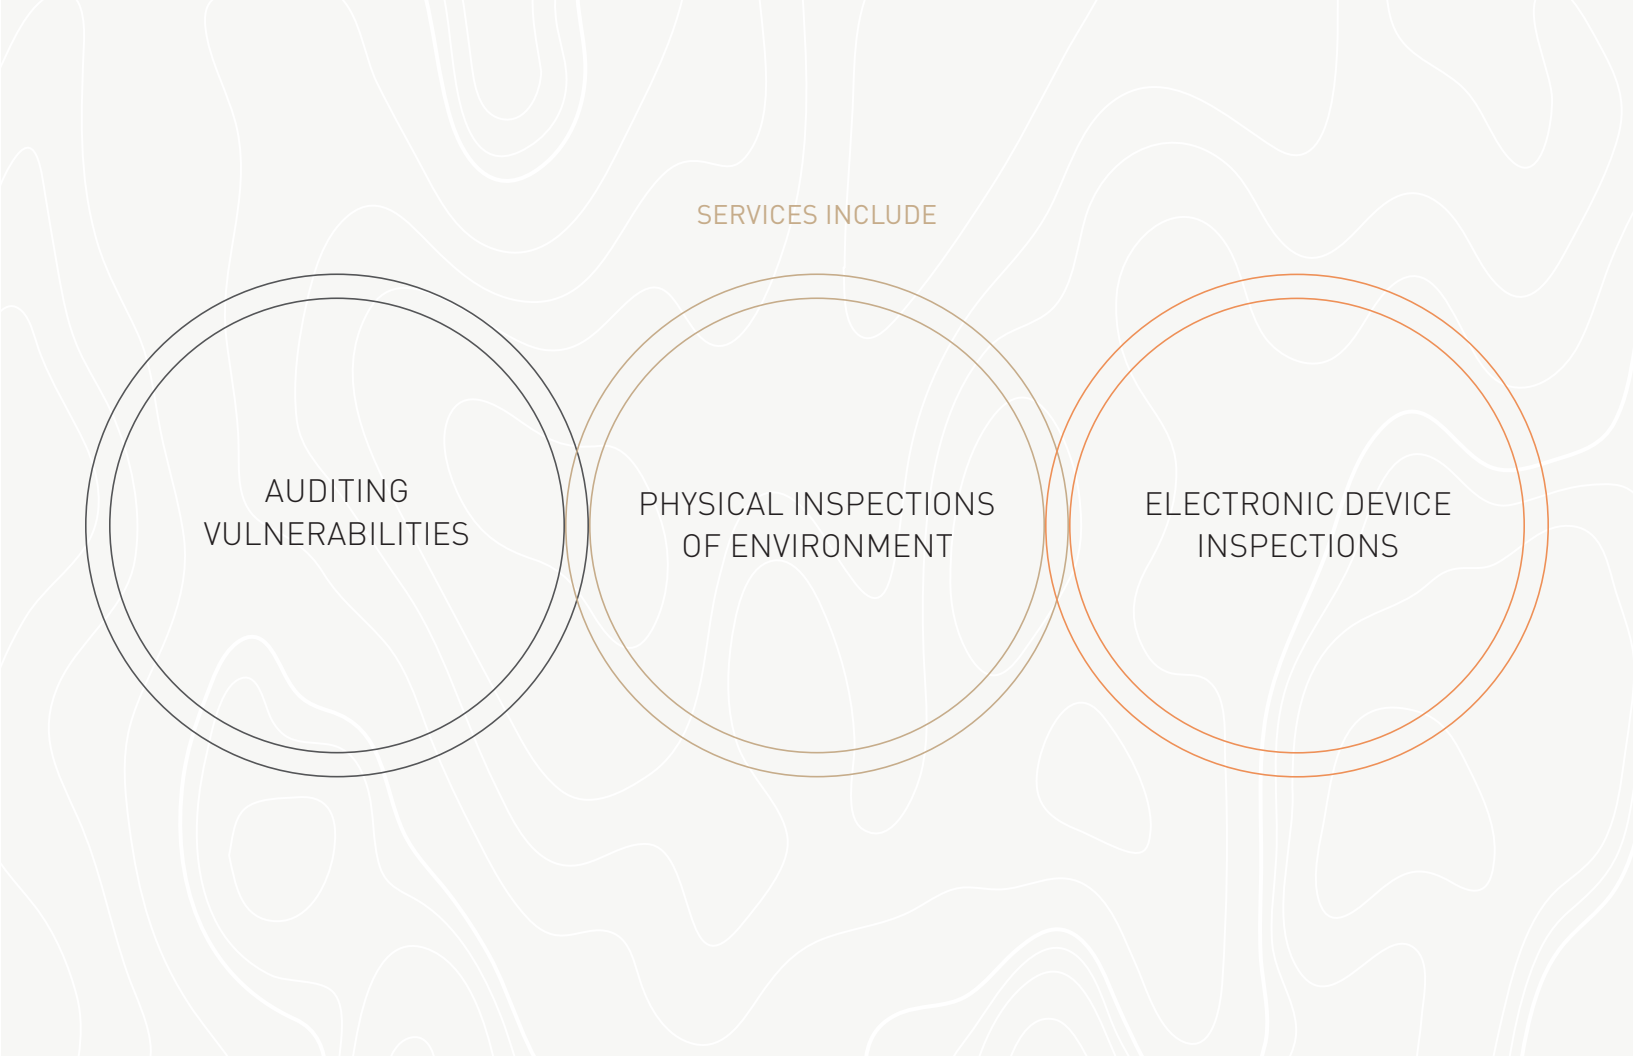 SERVICES INCLUDE
AUDITING
VULNERABILITIES
PHYSICAL INSPECTIONS
OF ENVIRONMENT
ELECTRONIC DEVICE
INSPECTIONS